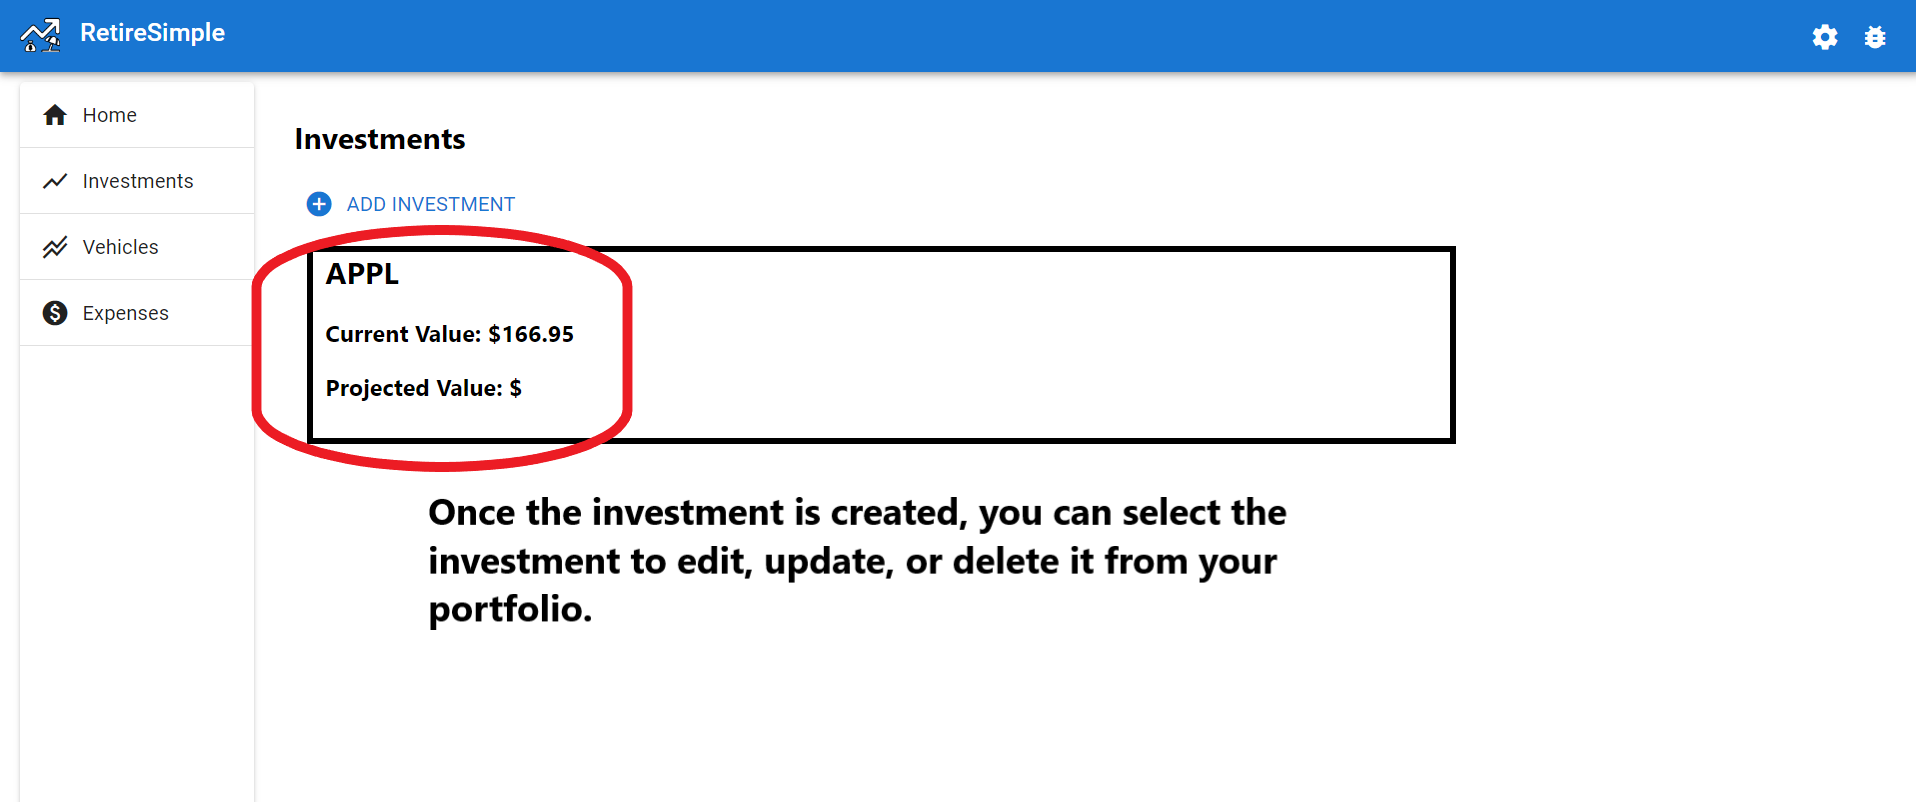 RetireSimple
Home
Investments
Vehicles
Expenses
Investments
ADD INVESTMENT
APPL
Current Value: $166.95
Projected Value: $
Once the investment is created, you can select the
investment to edit, update, or delete it from your
portfolio.